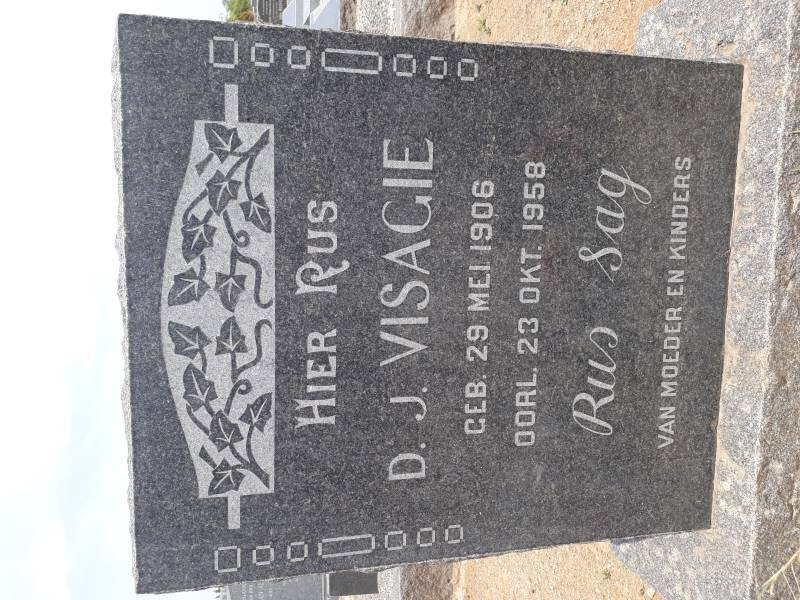 HIER RUS
D. J. VISAGIE
GEB. 29 MEI 1906
OORL. 23 OKT. 1958
Rus Sag
VAN MOEDER EN KINDERS